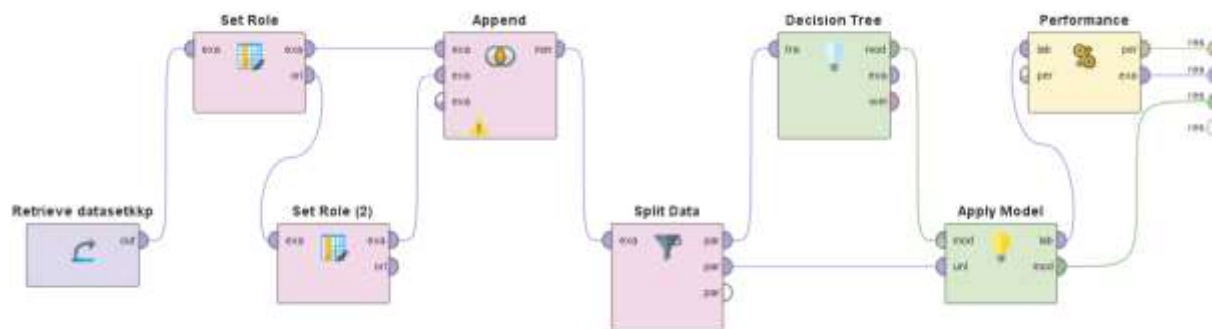 Set Role
exa
exa
ori
Append
exa
exa
exa
mer
Decision Tree
tra
mod
exa
wei
Performance
lab
per
per
exa
res
res
res
res
Retrieve datasetkkp
out
Set Role (2)
exa
exa
ori
Split Data
exa
par
par
par
Apply Model
mod
unl
lab
mod